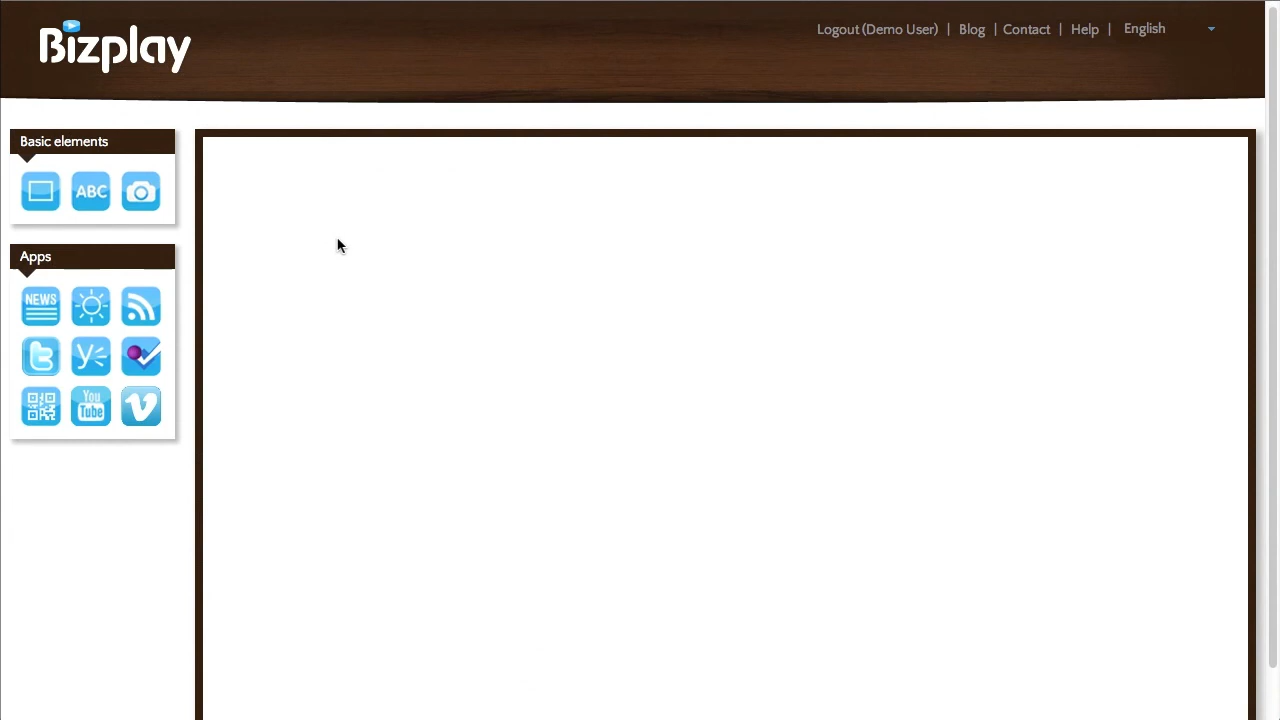 Bizplay
Logout (Demo User) | Blog | Contact | Help | English
Basic elements
ABC
Apps
NEWS
You
Tube